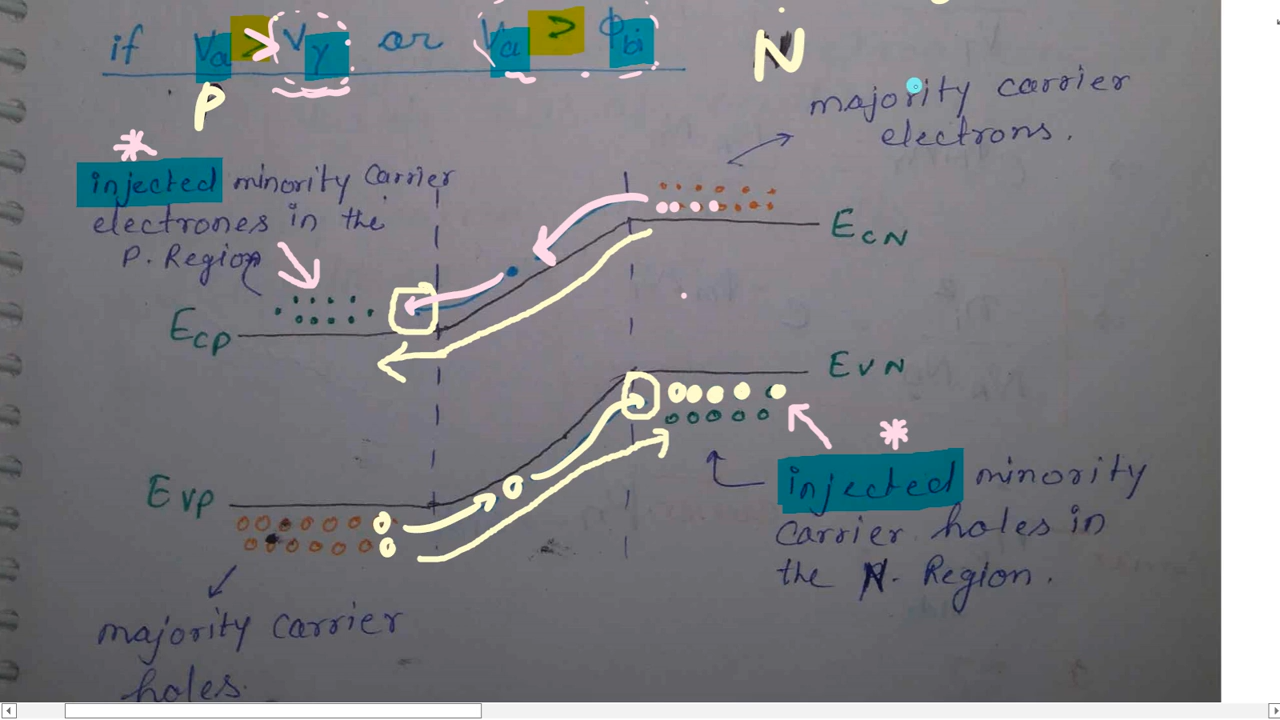 if Va > Vγ or Va > ϕbi
N
P
majority carrier
electrons.
*
injected minority carrier
electrones in the
P. Region
ECN
ECP
EVN
*
injected minority
carrier holes in
the N. Region.
EVP
majority carrier
holes.